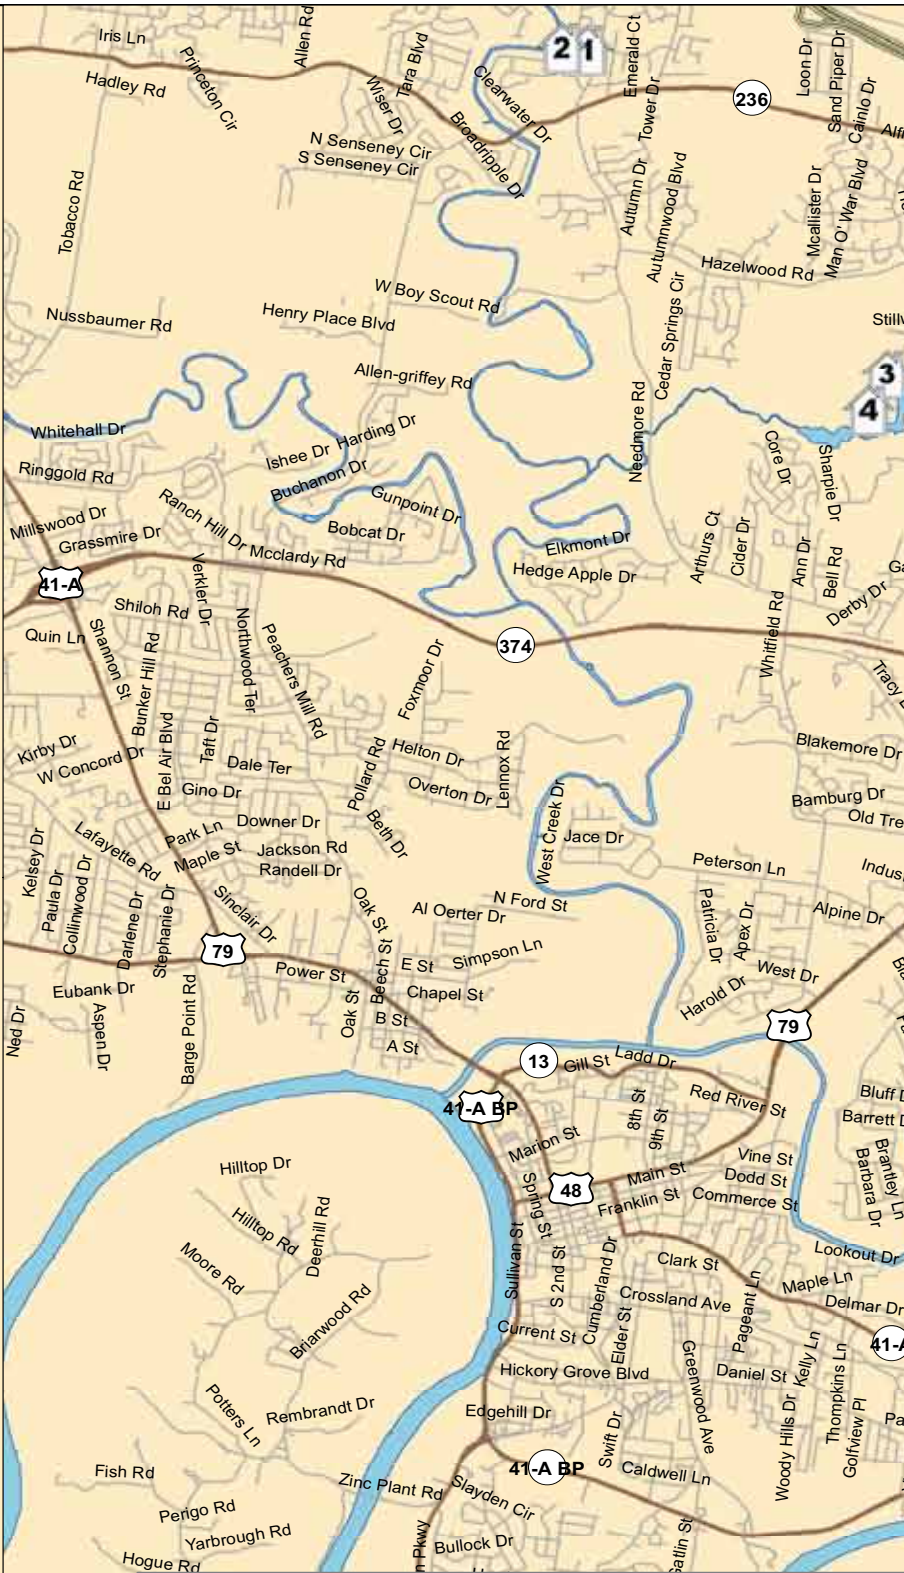 Iris Ln
Allen Rd
Princeton Cir
Hadley Rd
Tara Blvd
Wiser Dr
Clearwater Dr
2
1
Emerald Ct
Tower Dr
236
Loon Dr
Sand Piper Dr
Cainlo Dr
N Senseney Cir
S Senseney Cir
Broadripple Dr
Tobacco Rd
Autumn Dr
Autumnwood Blvd
Mcallister Dr
Man O' War Blvd
Hazelwood Rd
Nussbaumer Rd
Henry Place Blvd
W Boy Scout Rd
Cedar Springs Cir
Allen-griffey Rd
Needmore Rd
3
4
Whitehall Dr
Ringgold Rd
Ishee Dr
Harding Dr
Buchanon Dr
Gunpoint Dr
Core Dr
Sharpie Dr
Millswood Dr
Grassmire Dr
Ranch Hill Dr
Mcclardy Rd
Bobcat Dr
Elkmont Dr
Hedge Apple Dr
Arthurs Ct
Cider Dr
Ann Dr
Bell Rd
Derby Dr
41-A
Shiloh Rd
Verkler Dr
Quin Ln
Shannon St
Bunker Hill Rd
Northwood Ter
Peachers Mill Rd
374
Whitfield Rd
Foxmoor Dr
Kirby Dr
W Concord Dr
E Bel Air Blvd
Taft Dr
Dale Ter
Gino Dr
Pollard Rd
Helton Dr
Overton Dr
Lennox Rd
Blakemore Dr
Bamburg Dr
Park Ln
Downer Dr
Beth Dr
West Creek Dr
Jace Dr
Lafayette Rd
Maple St
Jackson Rd
Randell Dr
Peterson Ln
Kelsey Dr
Paula Dr
Collinwood Dr
Darlene Dr
Stephanie Dr
Sinclair Dr
Oak St
Al Oerter Dr
N Ford St
Patricia Dr
Apex Dr
Alpine Dr
79
Power St
Beech St
E St
Simpson Ln
Chapel St
West Dr
Harold Dr
Eubank Dr
Ned Dr
Aspen Dr
Barge Point Rd
Oak St
B St
A St
79
13
Gill St
Ladd Dr
41-A BP
8th St
9th St
Red River St
Marion St
Vine St
Dodd St
Main St
48
Franklin St
Commerce St
Spring St
Barbara Dr
Brantley Ln
Hilltop Dr
Hilltop Rd
Deerhill Rd
Moore Rd
Sullivan St
S 2nd St
Cumberland Dr
Clark St
Lookout Dr
Maple Ln
Delmar Dr
Briarwood Rd
Crossland Ave
Pageant Ln
Current St
Elder St
Hickory Grove Blvd
Greenwood Ave
Daniel St
Kelly Ln
Thompkins Ln
Golfview Pl
Woody Hills Dr
Potters Ln
Rembrandt Dr
Edgehill Dr
Swift Dr
41-A BP
Caldwell Ln
Fish Rd
Zinc Plant Rd
Slayden Cir
Perigo Rd
Yarbrough Rd
Hogue Rd
Bullock Dr